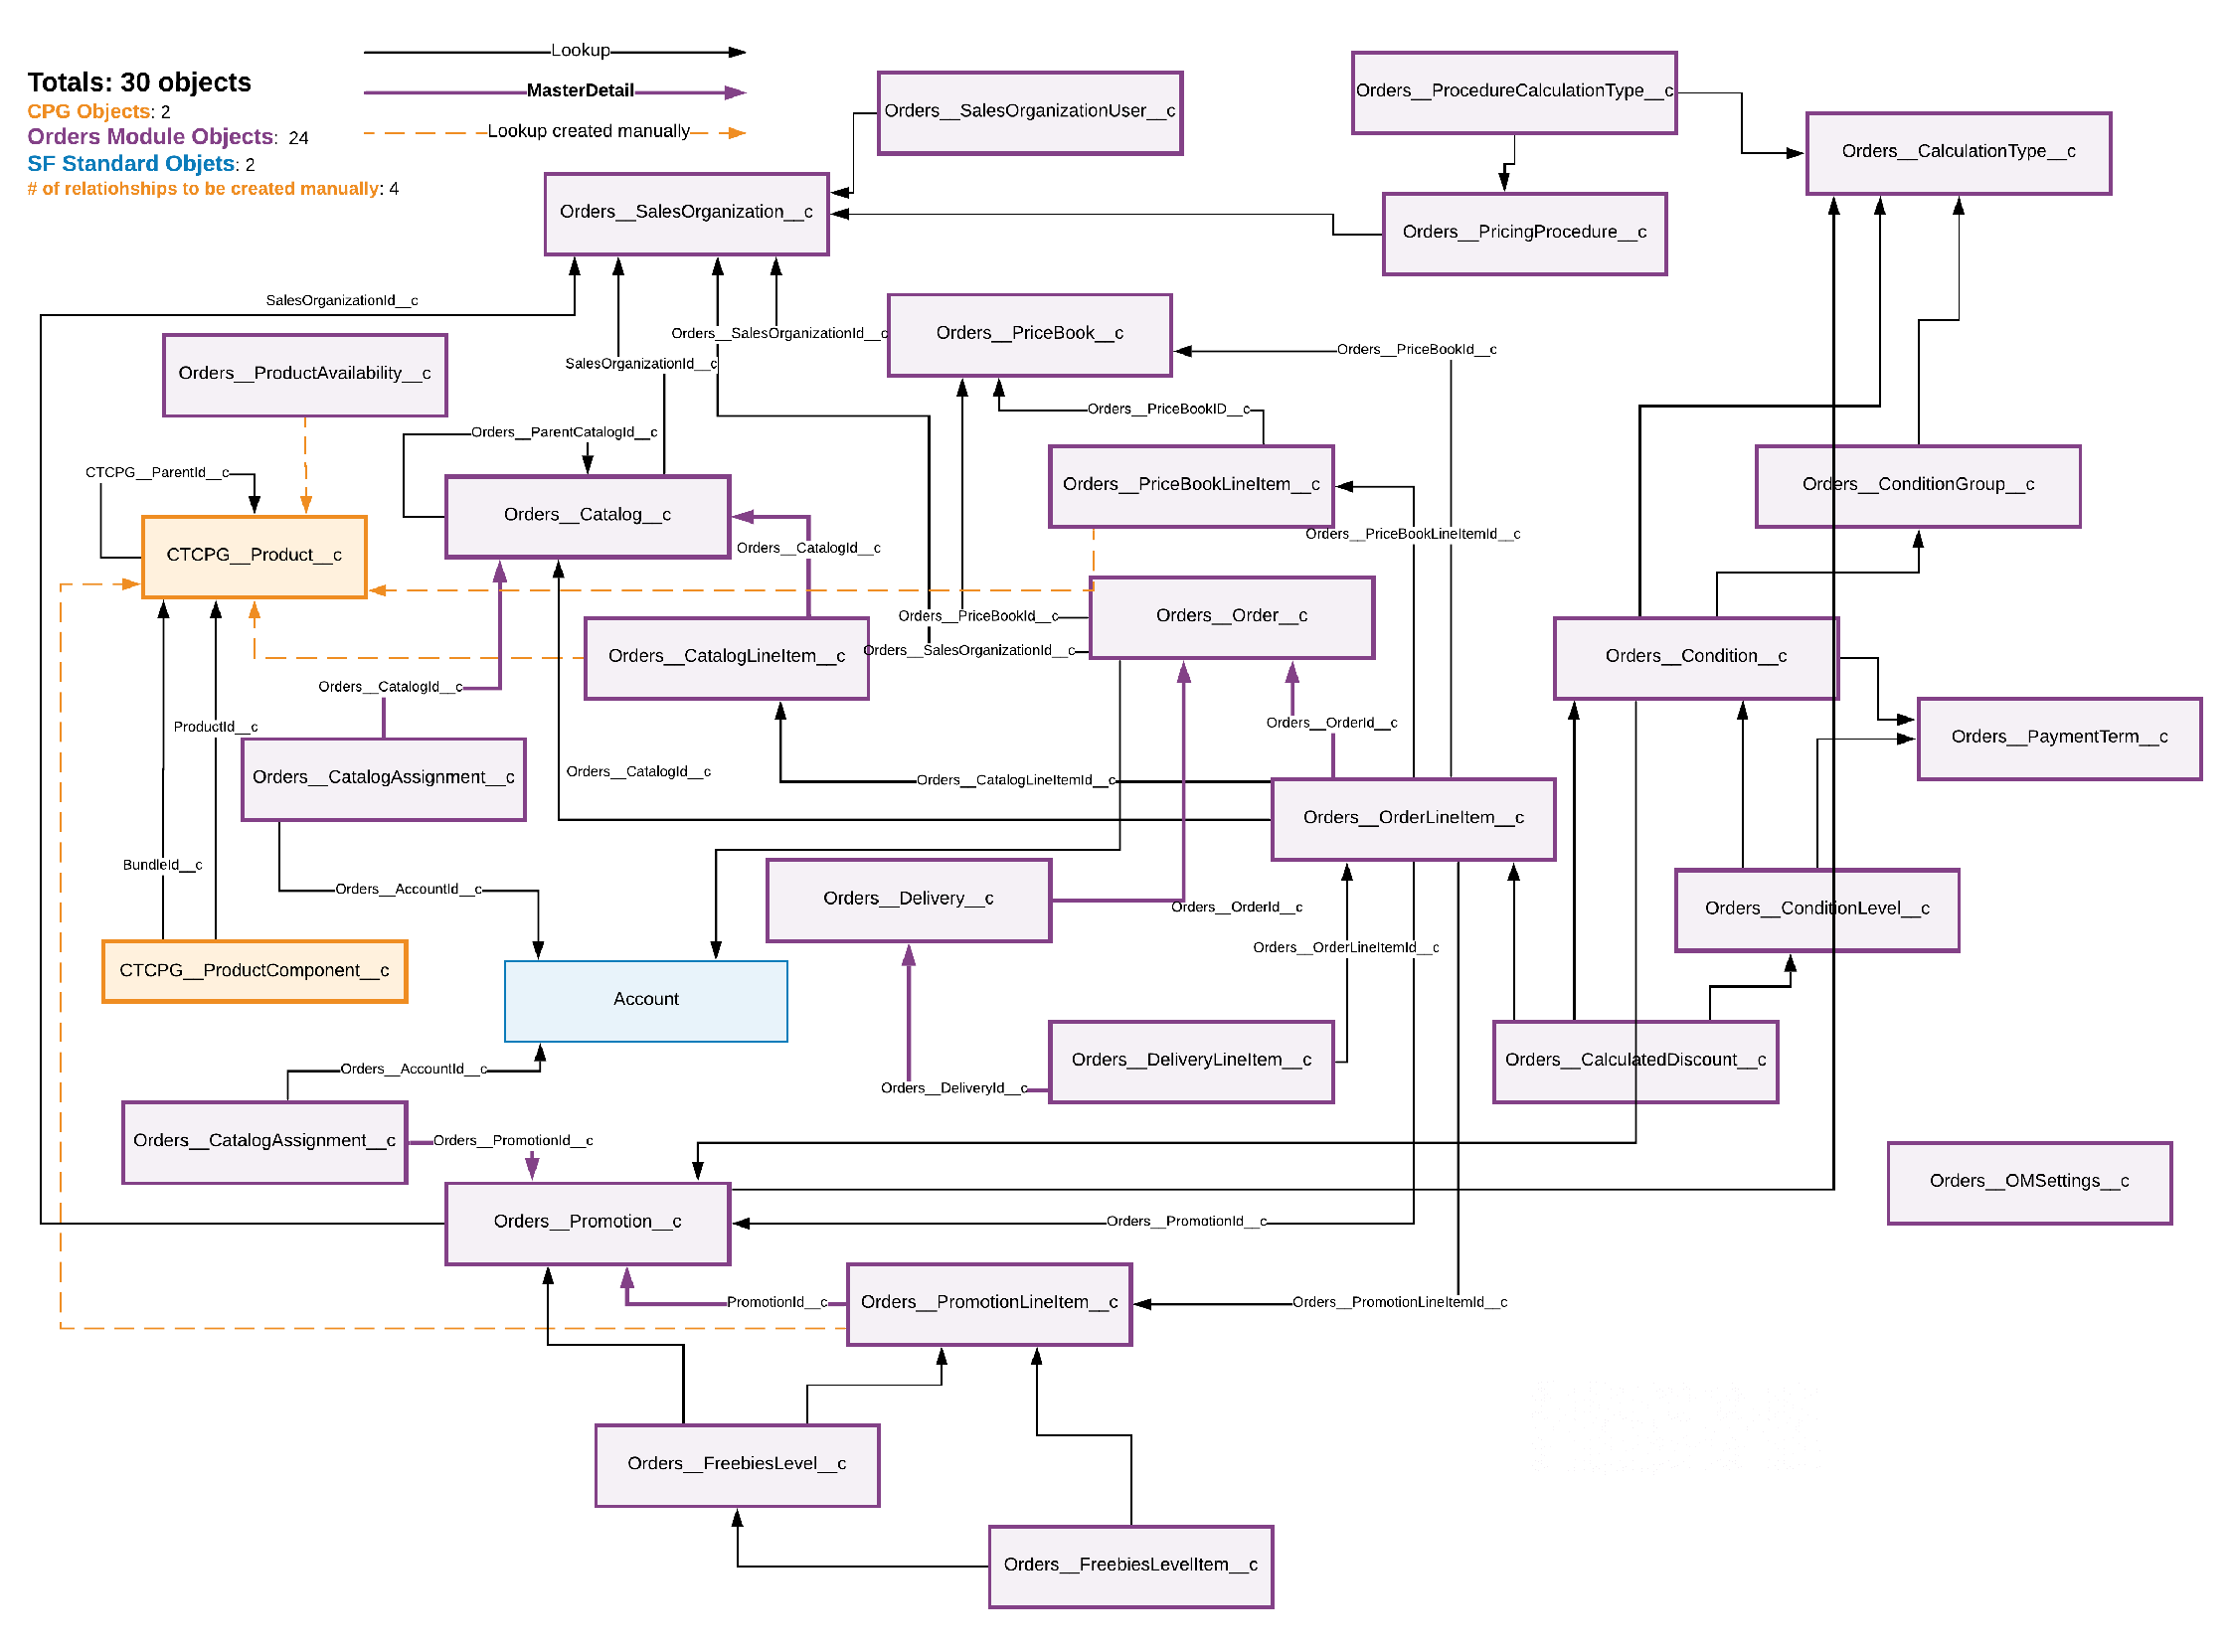 Lookup
Totals: 30 objects
MasterDetail
CPG Objects: 2
Lookup created manually
Orders Module Objects: 24
SF Standard Objets: 2
# of relatiohships to be created manually: 4
Orders__SalesOrganizationUser__c
Orders__ProcedureCalculationType__c
Orders__CalculationType__c
Orders__SalesOrganization__c
Orders__PricingProcedure__c
SalesOrganizationId__c
Orders__SalesOrganizationId__c
Orders__PriceBook__c
Orders__PriceBookId__c
SalesOrganizationId__c
Orders__ProductAvailability__c
Orders__PriceBookID__c
Orders__ParentCatalogId__c
CTCPG__ParentId__c
Orders__PriceBookLineItem__c
Orders__ConditionGroup__c
Orders__Catalog__c
Orders__PriceBookLineItemId__c
Orders__CatalogId__c
CTCPG__Product__c
Orders__PriceBookId__c
Orders__Order__c
Orders__SalesOrganizationId__c
Orders__CatalogLineItem__c
Orders__Condition__c
Orders__CatalogId__c
ProductId__c
Orders__OrderId__c
Orders__PaymentTerm__c
Orders__CatalogAssignment__c
Orders__CatalogId__c
Orders__CatalogLineItemId__c
Orders__OrderLineItem__c
BundleId__c
Orders__AccountId__c
Orders__Delivery__c
Orders__OrderId__c
Orders__ConditionLevel__c
Orders__OrderLineItemId__c
CTCPG__ProductComponent__c
Account
Orders__AccountId__c
Orders__DeliveryLineItem__c
Orders__CalculatedDiscount__c
Orders__DeliveryId__c
Orders__CatalogAssignment__c
Orders__PromotionId__c
Orders__OMSettings__c
Orders__Promotion__c
Orders__PromotionId__c
PromotionId__c
Orders__PromotionLineItem__c
Orders__PromotionLineItemId__c
Orders__FreebiesLevel__c
Orders__FreebiesLevelItem__c